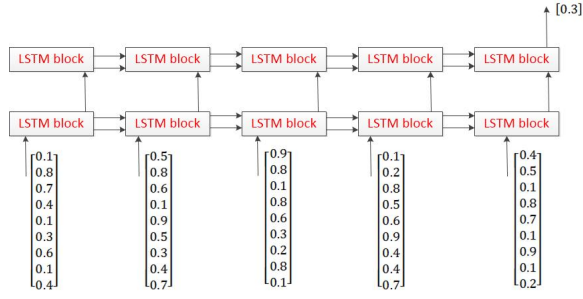 [0.3]
LSTM block LSTM block LSTM block LSTM block LSTM block
LSTM block LSTM block LSTM block LSTM block LSTM block
0.1 0.5 0.9 0.1 0.4
0.8 0.8 0.8 0.2 0.5
0.7 0.6 0.1 0.8 0.1
0.4 0.1 0.8 0.5 0.8
0.1 0.9 0.6 0.6 0.7
0.3 0.5 0.3 0.9 0.1
0.6 0.3 0.2 0.4 0.9
0.1 0.4 0.8 0.4 0.1
0.4 0.7 0.1 0.7 0.2